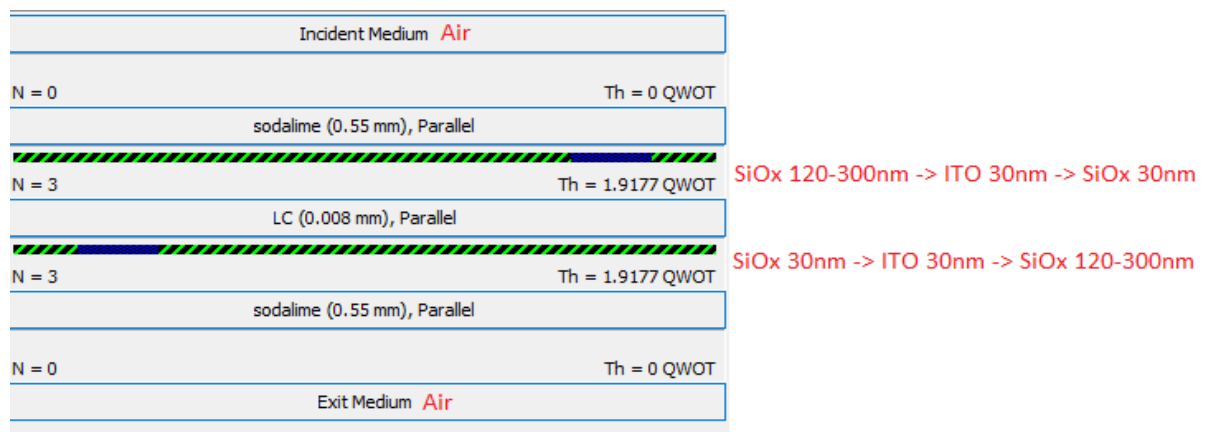 Incident Medium Air
N = 0 Th = 0 QWOT
sodalime (0.55 mm), Parallel
SiOx 120-300nm -> ITO 30nm -> SiOx 30nm
N = 3 Th = 1.9177 QWOT
LC (0.008 mm), Parallel
SiOx 30nm -> ITO 30nm -> SiOx 120-300nm
N = 3 Th = 1.9177 QWOT
sodalime (0.55 mm), Parallel
N = 0 Th = 0 QWOT
Exit Medium Air